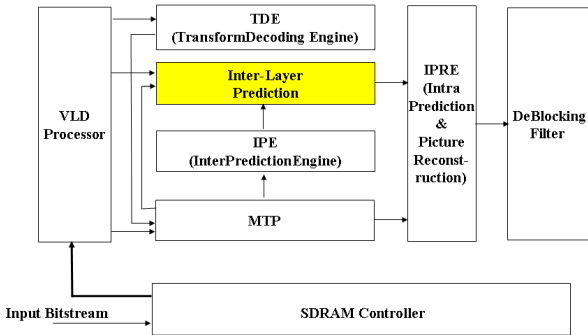 TDE
(TransformDecoding Engine)
Inter-Layer
Prediction
VLD
Processor
IPE
(InterPredictionEngine)
MTP
IPRE
(Intra
Prediction
&
Picture
Reconst-
ruction)
DeBlocking
Filter
Input Bitstream
SDRAM Controller